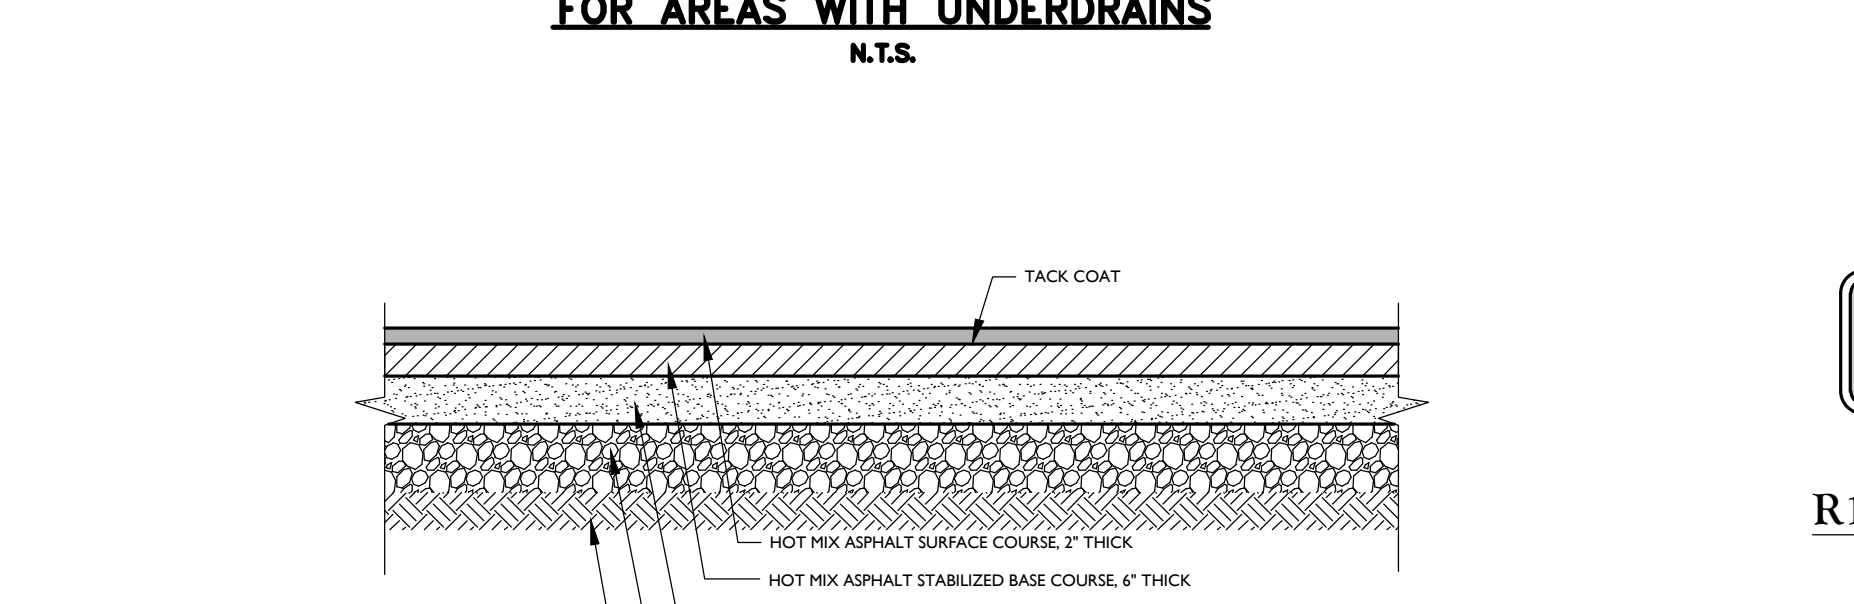 FOR AREAS WITH UNDERDRAINS
N.T.S.
TACK COAT
HOT MIX ASPHALT SURFACE COURSE, 2" THICK
HOT MIX ASPHALT STABILIZED BASE COURSE, 6" THICK